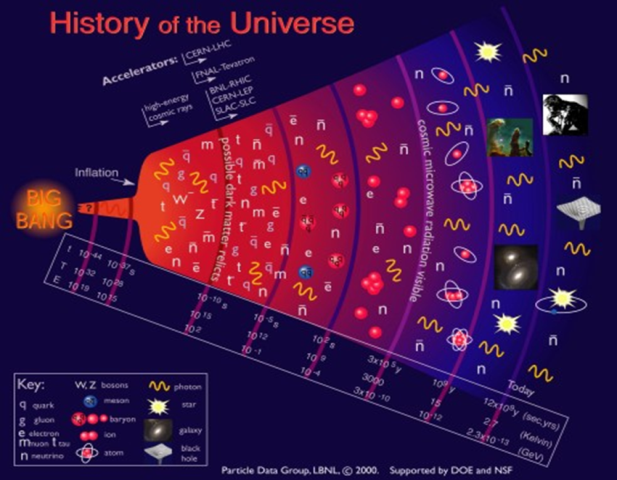 History of the Universe
Accelerators:
CERN-LHC
FNAL-Tevatron
BNL-RHIC
CERN-LEP
SLAC-SLC
high-energy
cosmic rays
Inflation
BIG
BANG
?
possible dark matter relicts
cosmic microwave radiation visible
t 10⁻⁴⁴ 10⁻³⁷s 10⁻¹⁰s 10⁻⁵s 10²s 3x10⁵y 10⁹y 12x10⁹y (sec,yrs)
T 10³² 10²⁸ 10¹⁵ 10¹² 10⁹ 3000 15 2.7 (Kelvin)
E 10¹⁹ 10¹⁵ 10² 10⁻¹ 10⁻⁴ 3x10⁻¹⁰ 10⁻¹² 2.3x10⁻¹³ (GeV)
Today
Key:
q quark
g gluon
e electron
m muon t tau
n neutrino
W, Z bosons
meson
baryon
ion
atom
photon
star
galaxy
black
hole
Particle Data Group, LBNL, © 2000. Supported by DOE and NSF